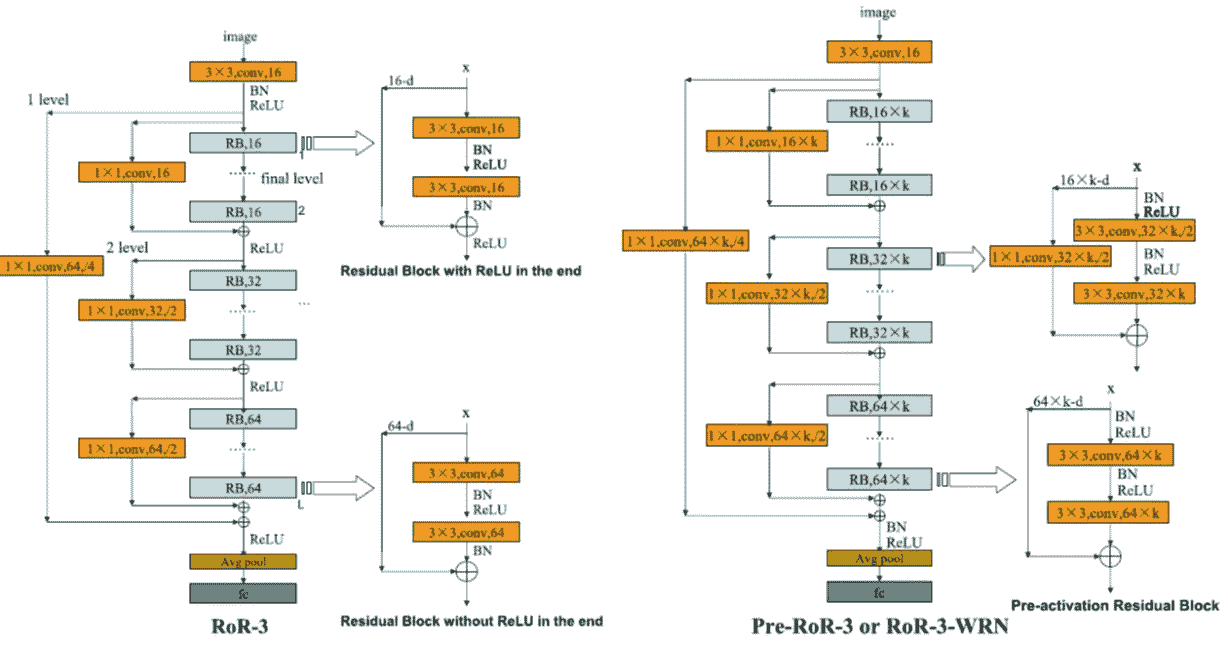 image
3×3,conv,16
BN
ReLU
1 level
RB,16
1
1×1,conv,16
......
final level
RB,16
2
ReLU
2 level
1×1,conv,64,/4
RB,32
1×1,conv,32,/2
......
...
RB,32
ReLU
RB,64
1×1,conv,64,/2
......
RB,64
L
ReLU
Avg pool
fc
RoR-3
x
16-d
3×3,conv,16
BN
ReLU
3×3,conv,16
BN
ReLU
Residual Block with ReLU in the end
x
64-d
3×3,conv,64
BN
ReLU
3×3,conv,64
BN
Residual Block without ReLU in the end
image
3×3,conv,16
RB,16×k
1×1,conv,16×k
......
RB,16×k
1×1,conv,64×k,/4
RB,32×k
1×1,conv,32×k,/2
......
RB,32×k
RB,64×k
1×1,conv,64×k,/2
......
RB,64×k
BN
ReLU
Avg pool
fc
Pre-RoR-3 or RoR-3-WRN
x
16×k-d
BN
ReLU
3×3,conv,32×k,/2
1×1,conv,32×k,/2
BN
ReLU
3×3,conv,32×k
x
64×k-d
BN
ReLU
3×3,conv,64×k
BN
ReLU
3×3,conv,64×k
Pre-activation Residual Block